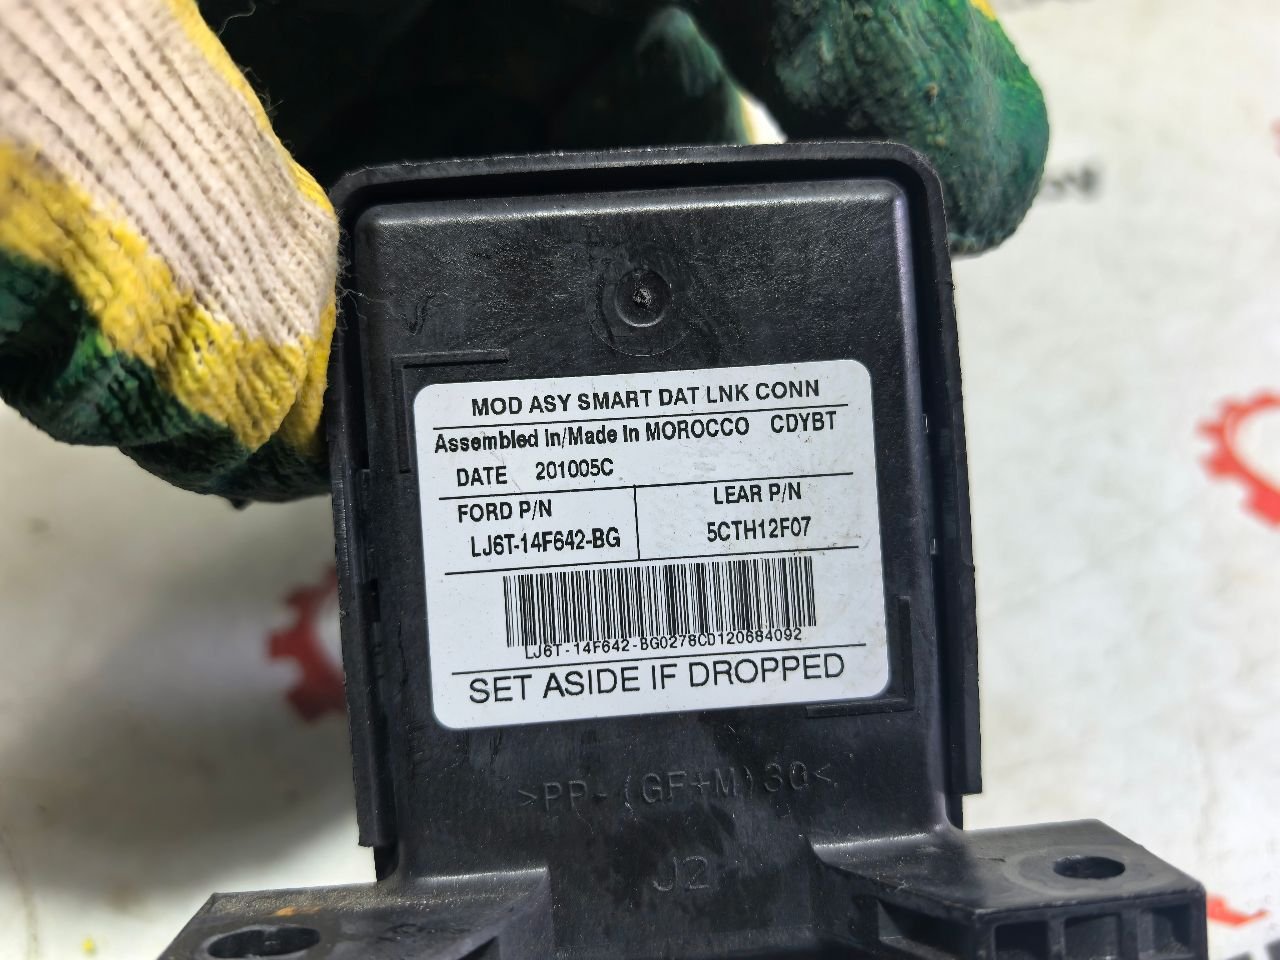 MOD ASY SMART DAT LNK CONN
Assembled in/Made in MOROCCO CDYBT
DATE 201005C
FORD P/N LEAR P/N
LJ6T-14F642-BG 5CTH12F07
LJ6T-14F642-BG0278CD120684092
SET ASIDE IF DROPPED
>PP-(GF+M)30<
J2